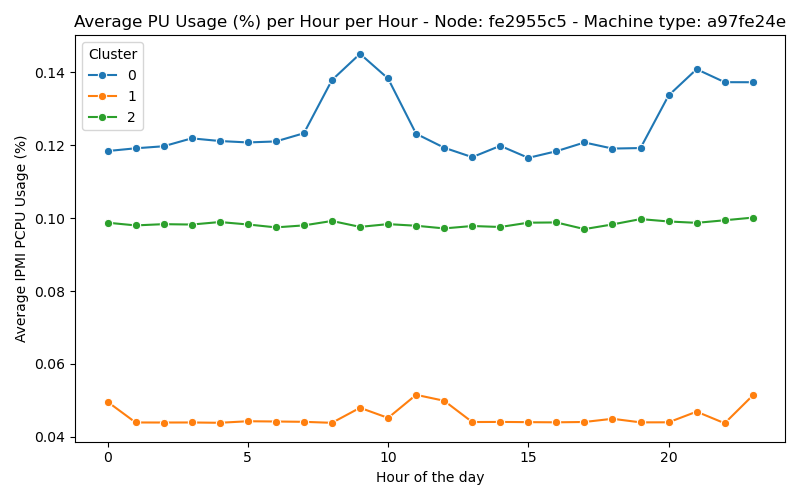 Average PU Usage (%) per Hour per Hour - Node: fe2955c5 - Machine type: a97fe24e
Cluster
0
1
2
0.14
0.12
0.10
0.08
0.06
0.04
Average IPMI PCPU Usage (%)
0 5 10 15 20
Hour of the day